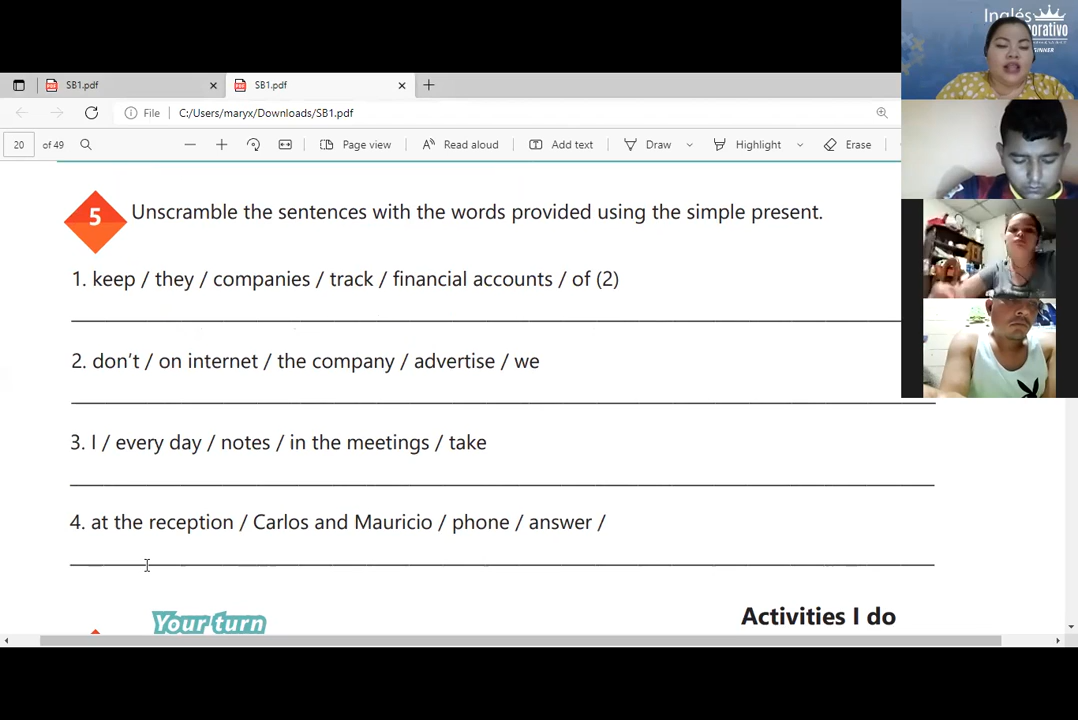 SB1.pdf
SB1.pdf
File C:/Users/maryx/Downloads/SB1.pdf
20 of 49 Page view Read aloud Add text Draw Highlight Erase
Inglés
orativo
5 Unscramble the sentences with the words provided using the simple present.
1. keep / they / companies / track / financial accounts / of (2)
2. don't / on internet / the company / advertise / we
3. I / every day / notes / in the meetings / take
4. at the reception / Carlos and Mauricio / phone / answer /
Your turn
Activities I do